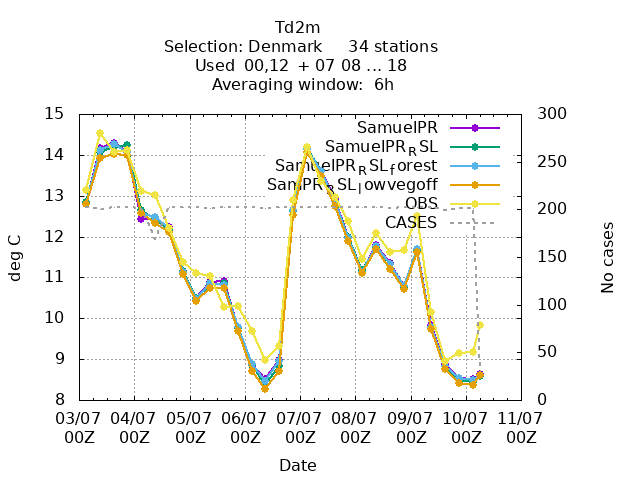 Td2m
Selection: Denmark 34 stations
Used 00,12 + 07 08 ... 18
Averaging window: 6h
15 300
SamuelPR
SamuelPR_RSL
14 250
SamuelPR_RSL_forest
SamPR_RSL_lowvegoff
13 200
OBS
CASES
12 150
deg C
No cases
11 100
10
9 50
8 0
03/07 04/07 05/07 06/07 07/07 08/07 09/07 10/07 11/07
00Z 00Z 00Z 00Z 00Z 00Z 00Z 00Z 00Z
Date